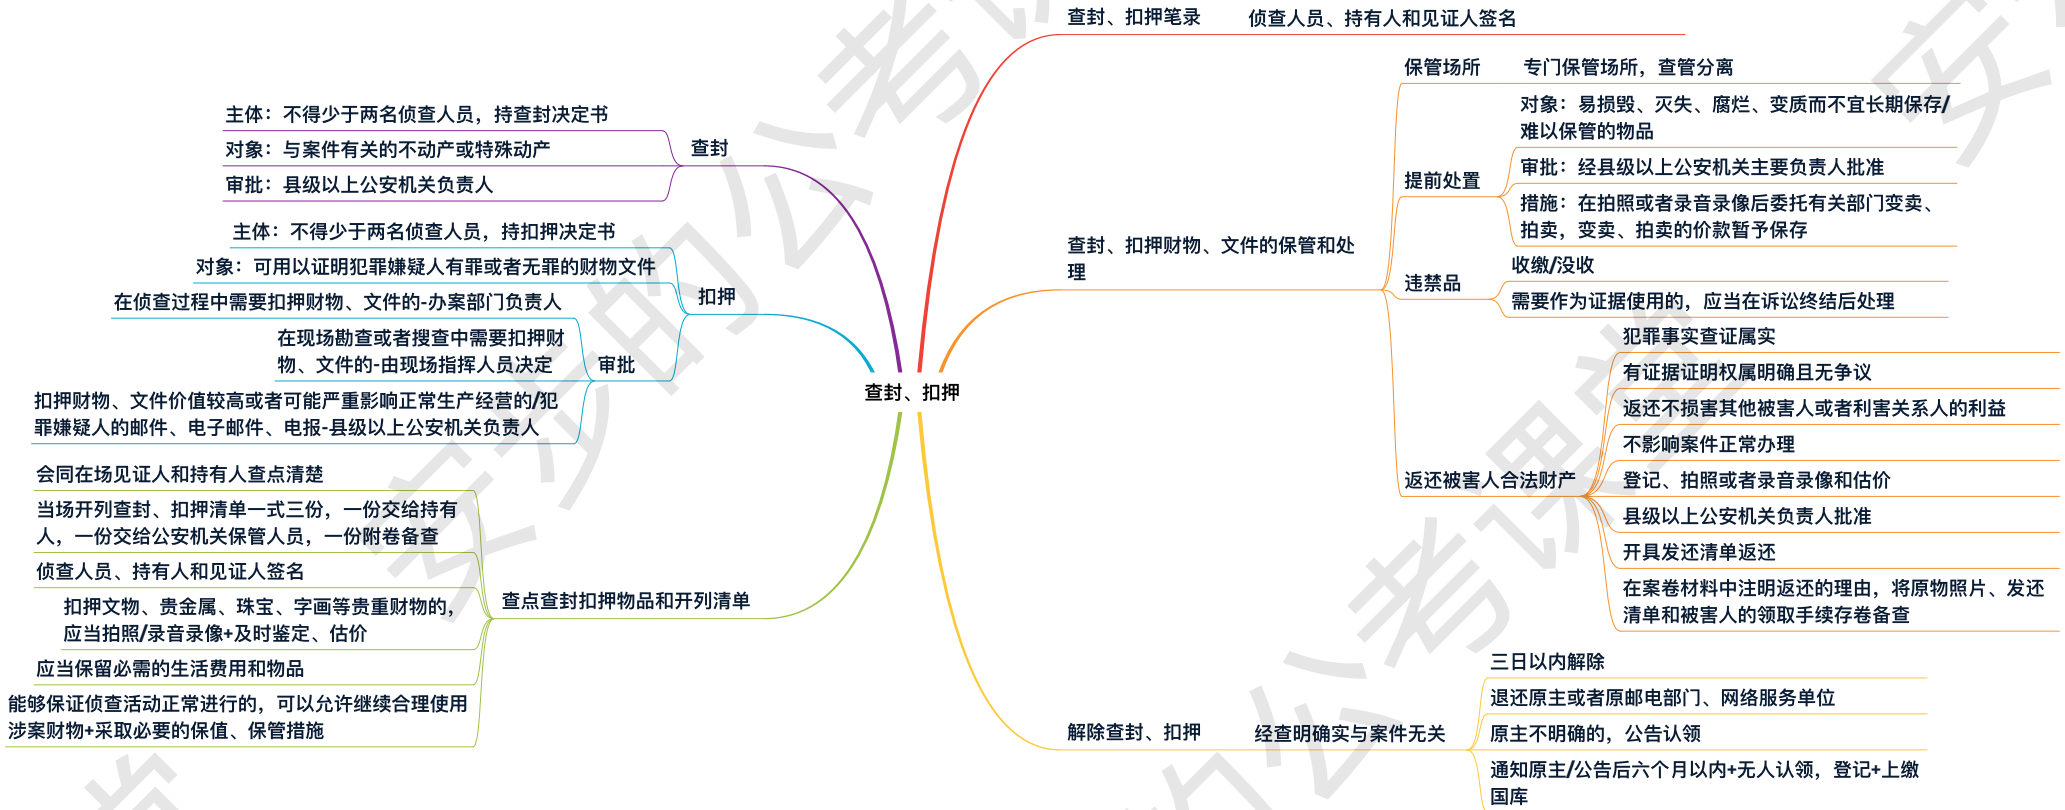 查封、扣押
查封
主体：不得少于两名侦查人员，持查封决定书
对象：与案件有关的不动产或特殊动产
审批：县级以上公安机关负责人
扣押
主体：不得少于两名侦查人员，持扣押决定书
对象：可用以证明犯罪嫌疑人有罪或者无罪的财物文件
审批
在侦查过程中需要扣押财物、文件的-办案部门负责人
在现场勘查或者搜查中需要扣押财
物、文件的-由现场指挥人员决定
扣押财物、文件价值较高或者可能严重影响正常生产经营的/犯
罪嫌疑人的邮件、电子邮件、电报-县级以上公安机关负责人
查点查封扣押物品和开列清单
会同在场见证人和持有人查点清楚
当场开列查封、扣押清单一式三份，一份交给持有
人，一份交给公安机关保管人员，一份附卷备查
侦查人员、持有人和见证人签名
扣押文物、贵金属、珠宝、字画等贵重财物的，
应当拍照/录音录像+及时鉴定、估价
应当保留必需的生活费用和物品
能够保证侦查活动正常进行的，可以允许继续合理使用
涉案财物+采取必要的保值、保管措施
查封、扣押笔录
侦查人员、持有人和见证人签名
查封、扣押财物、文件的保管和处
理
保管场所
专门保管场所，查管分离
提前处置
对象：易损毁、灭失、腐烂、变质而不宜长期保存/
难以保管的物品
审批：经县级以上公安机关主要负责人批准
措施：在拍照或者录音录像后委托有关部门变卖、
拍卖，变卖、拍卖的价款暂予保存
违禁品
收缴/没收
需要作为证据使用的，应当在诉讼终结后处理
返还被害人合法财产
犯罪事实查证属实
有证据证明权属明确且无争议
返还不损害其他被害人或者利害关系人的利益
不影响案件正常办理
登记、拍照或者录音录像和估价
县级以上公安机关负责人批准
开具发还清单返还
在案卷材料中注明返还的理由，将原物照片、发还
清单和被害人的领取手续存卷备查
解除查封、扣押
经查明确实与案件无关
三日以内解除
退还原主或者原邮电部门、网络服务单位
原主不明确的，公告认领
通知原主/公告后六个月以内+无人认领，登记+上缴
国库
安步的公考课堂